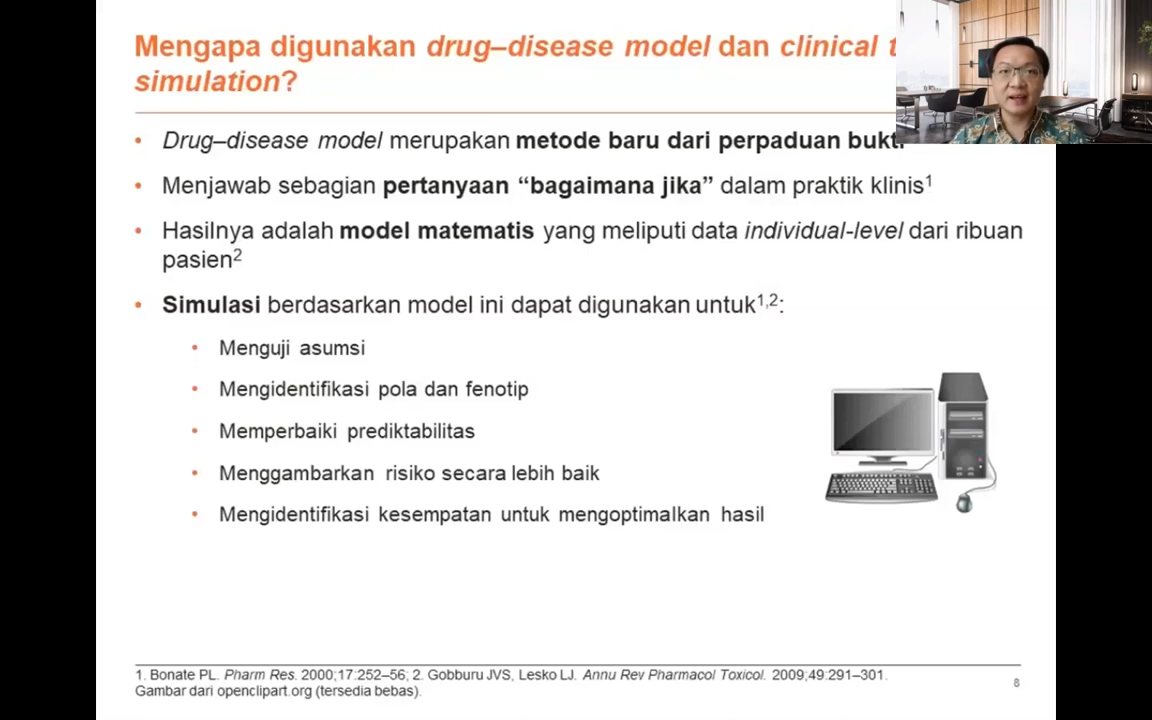 Mengapa digunakan drug–disease model dan clinical
simulation?
• Drug–disease model merupakan metode baru dari perpaduan
• Menjawab sebagian pertanyaan “bagaimana jika” dalam praktik klinis1
• Hasilnya adalah model matematis yang meliputi data individual-level dari ribuan
pasien2
• Simulasi berdasarkan model ini dapat digunakan untuk1,2:
• Menguji asumsi
• Mengidentifikasi pola dan fenotip
• Memperbaiki prediktabilitas
• Menggambarkan risiko secara lebih baik
• Mengidentifikasi kesempatan untuk mengoptimalkan hasil
1. Bonate PL. Pharm Res. 2000;17:252–56; 2. Gobburu JVS, Lesko LJ. Annu Rev Pharmacol Toxicol. 2009;49:291–301.
Gambar dari openclipart.org (tersedia bebas).
8